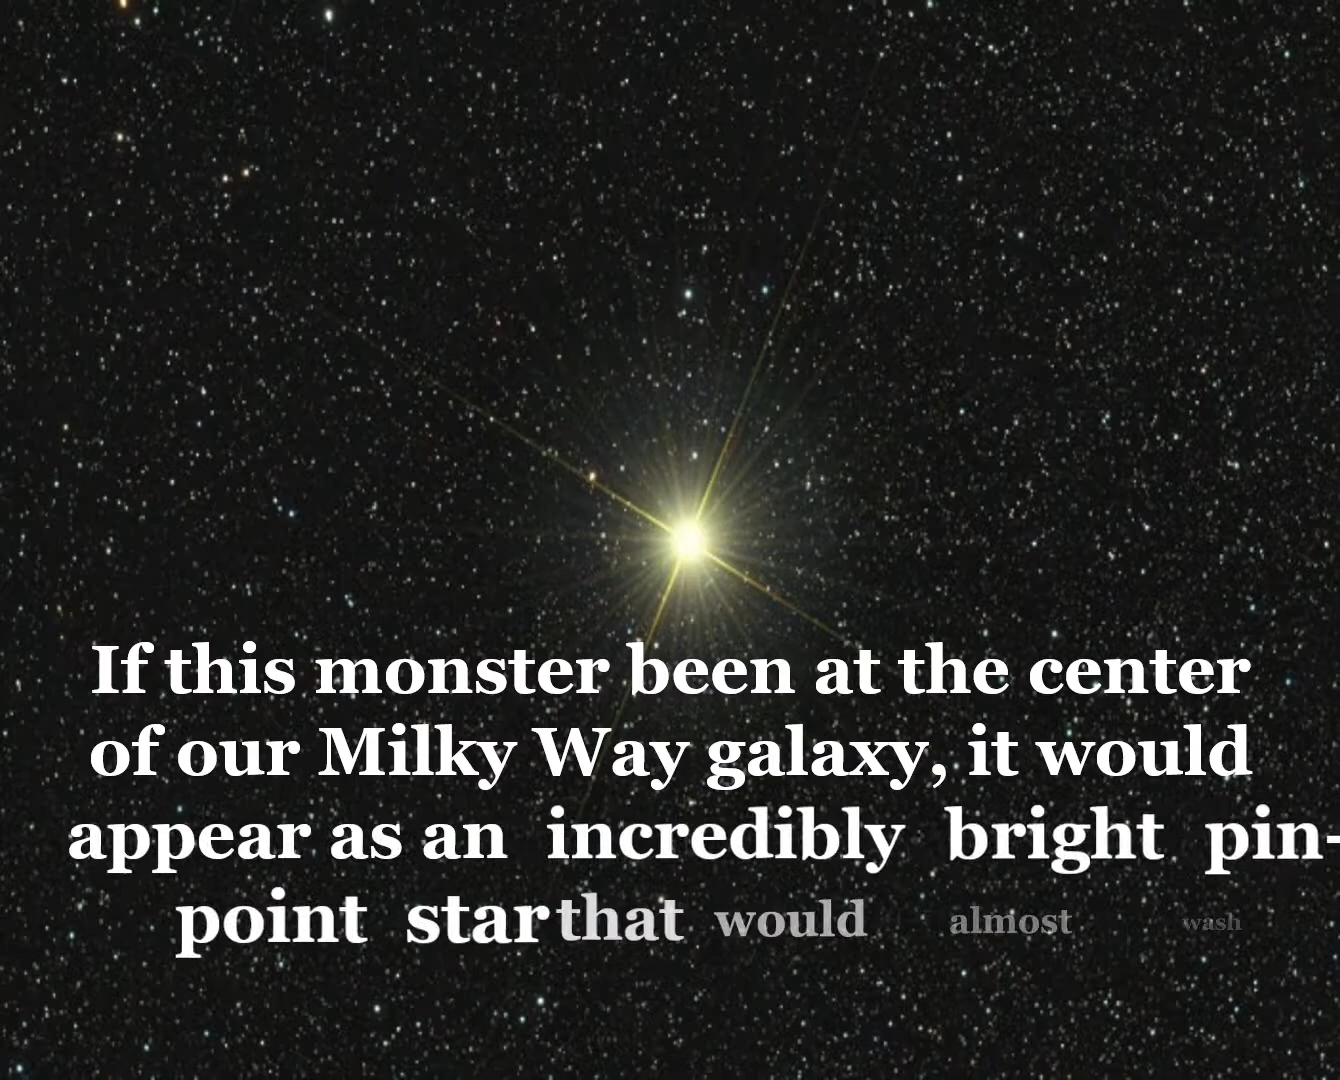 If this monster been at the center
of our Milky Way galaxy, it would
appear as an incredibly bright pin-
point star that would almost wash